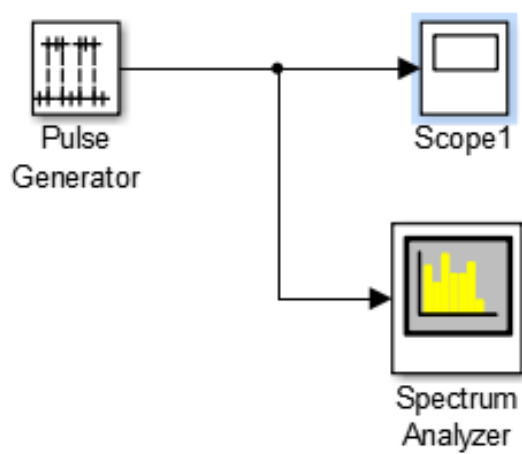 Pulse
Generator
Scope1
Spectrum
Analyzer